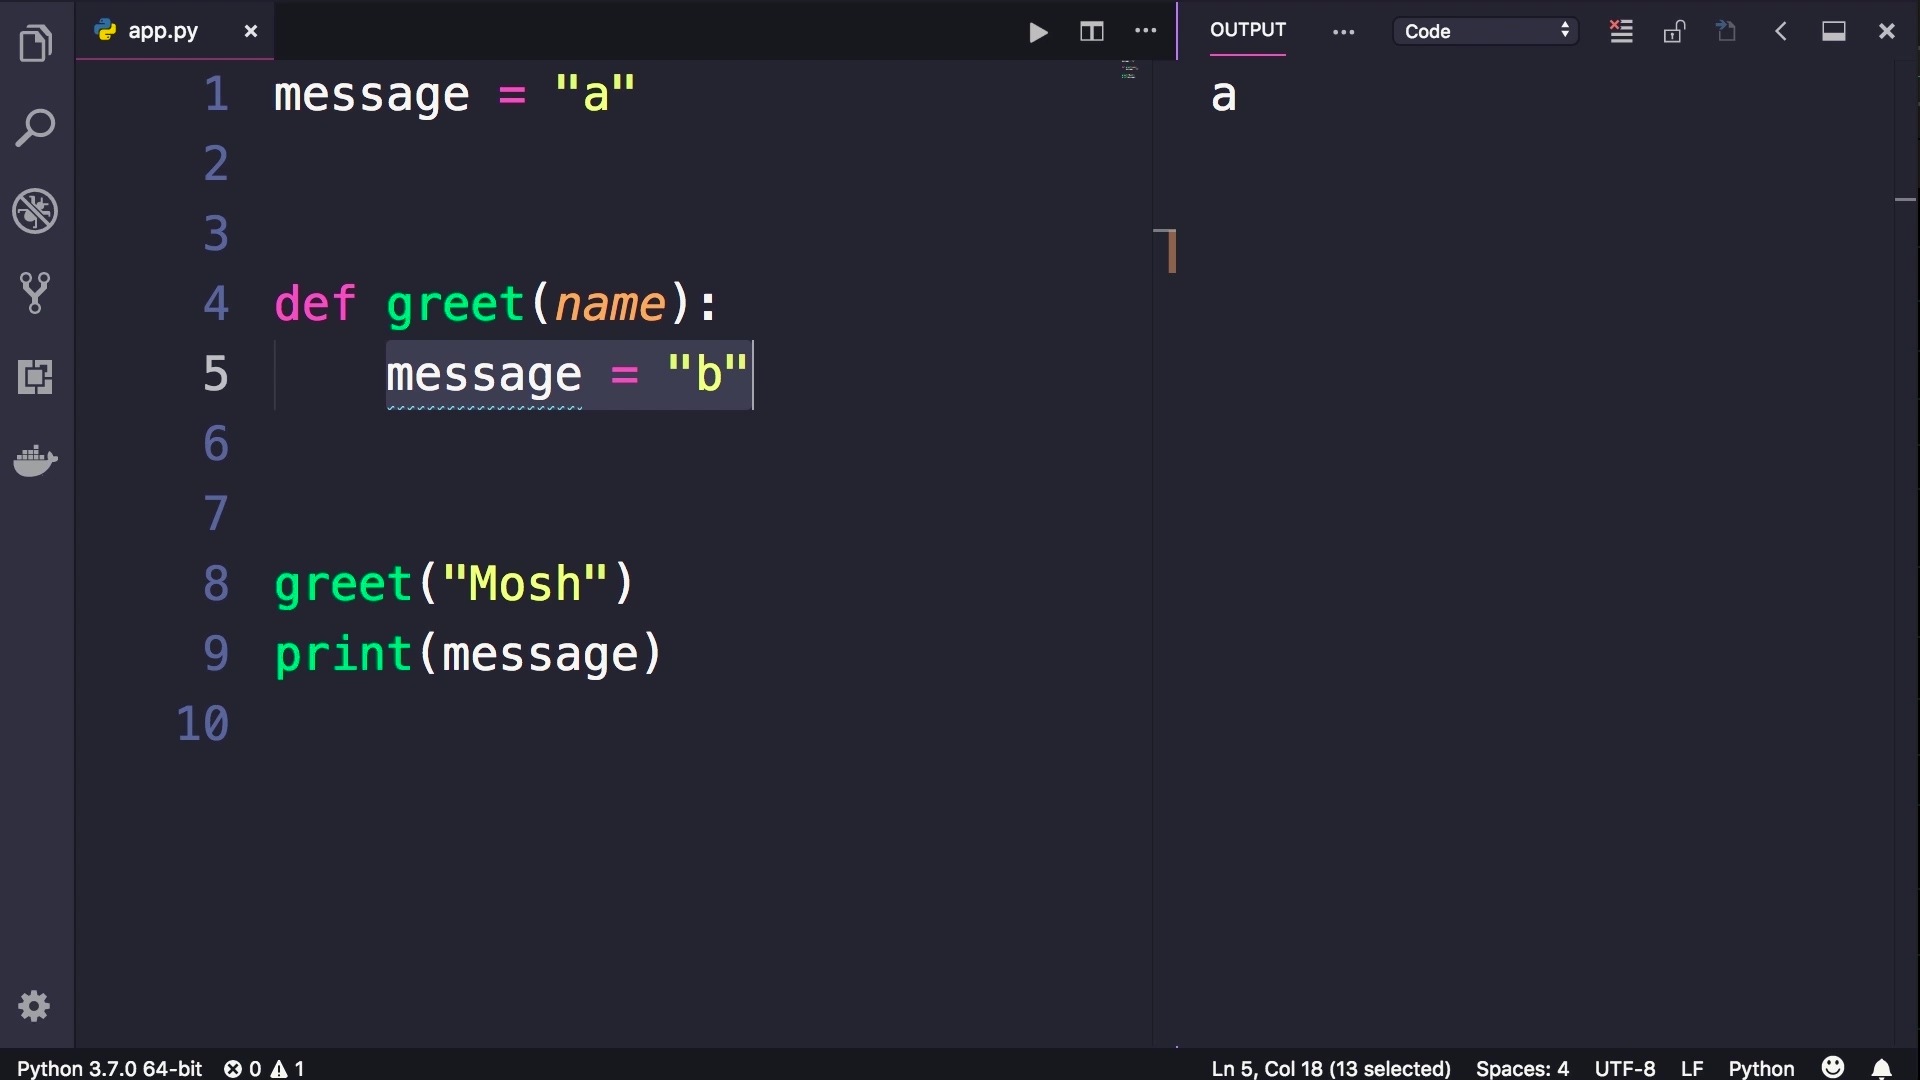 app.py
OUTPUT
Code
1 message = "a"
2
3
4 def greet(name):
5 message = "b"
6
7
8 greet("Mosh")
9 print(message)
10
a
Python 3.7.0 64-bit 0 1
Ln 5, Col 18 (13 selected) Spaces: 4 UTF-8 LF Python